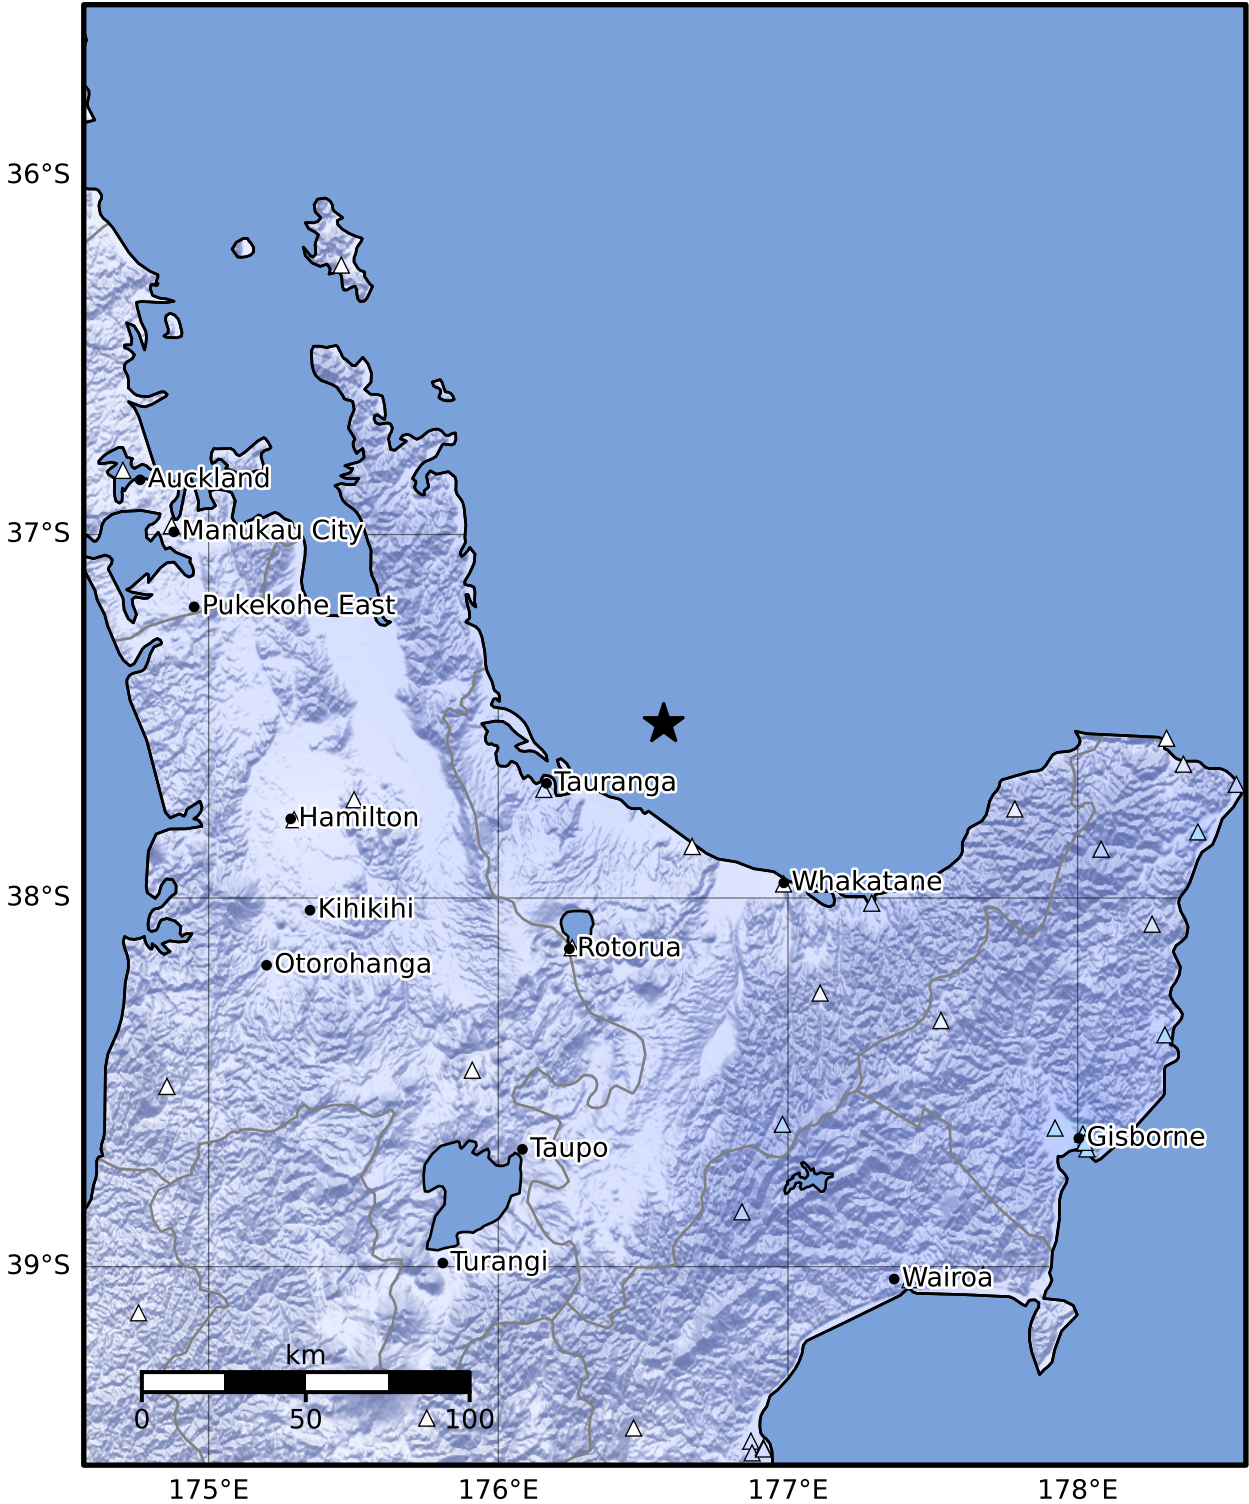 36°S
Auckland
37°S
Manukau City
Pukekohe East
Tauranga
Hamilton
Whakatane
38°S
Kihikihi
Rotorua
Otorohanga
Gisborne
Taupo
39°S
Turangi
Wairoa
km
0 50 100
175°E 176°E 177°E 178°E